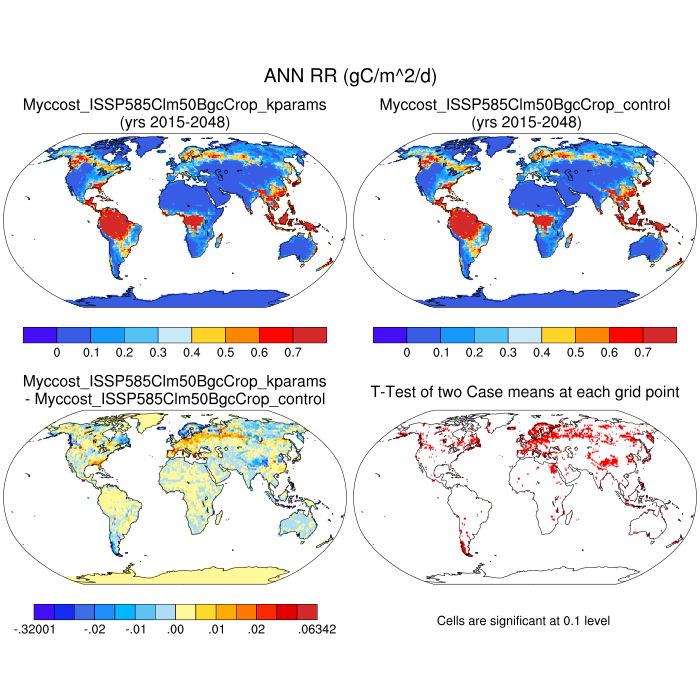 ANN RR (gC/m^2/d)
Myccost_ISSP585Clm50BgcCrop_kparams
(yrs 2015-2048)
Myccost_ISSP585Clm50BgcCrop_control
(yrs 2015-2048)
0 0.1 0.2 0.3 0.4 0.5 0.6 0.7
0 0.1 0.2 0.3 0.4 0.5 0.6 0.7
Myccost_ISSP585Clm50BgcCrop_kparams
- Myccost_ISSP585Clm50BgcCrop_control
T-Test of two Case means at each grid point
-.32001 -.02 -.01 .00 .01 .02 .06342
Cells are significant at 0.1 level